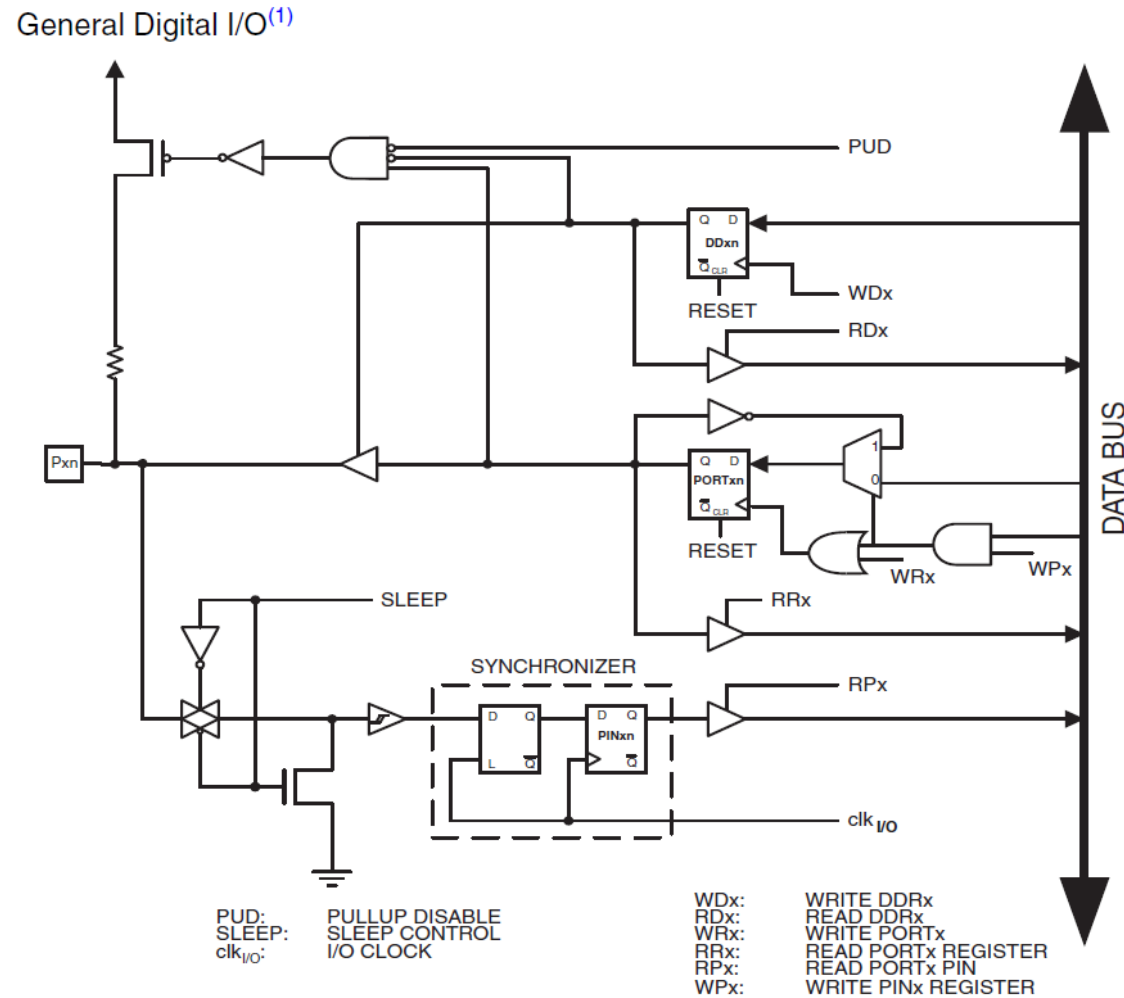 General Digital I/O(1)
PUD
Q D
DDxn
Q CLR
WDx
RESET
RDx
Pxn
1
Q D
PORTxn
0
Q CLR
RESET
WRx
WPx
DATA BUS
SLEEP
RRx
SYNCHRONIZER
RPx
D Q
D Q
PINxn
L Q
Q
clk I/O
PUD: PULLUP DISABLE
SLEEP: SLEEP CONTROL
clkI/O: I/O CLOCK
WDx: WRITE DDRx
RDx: READ DDRx
WRx: WRITE PORTx
RRx: READ PORTx REGISTER
RPx: READ PORTx PIN
WPx: WRITE PINx REGISTER